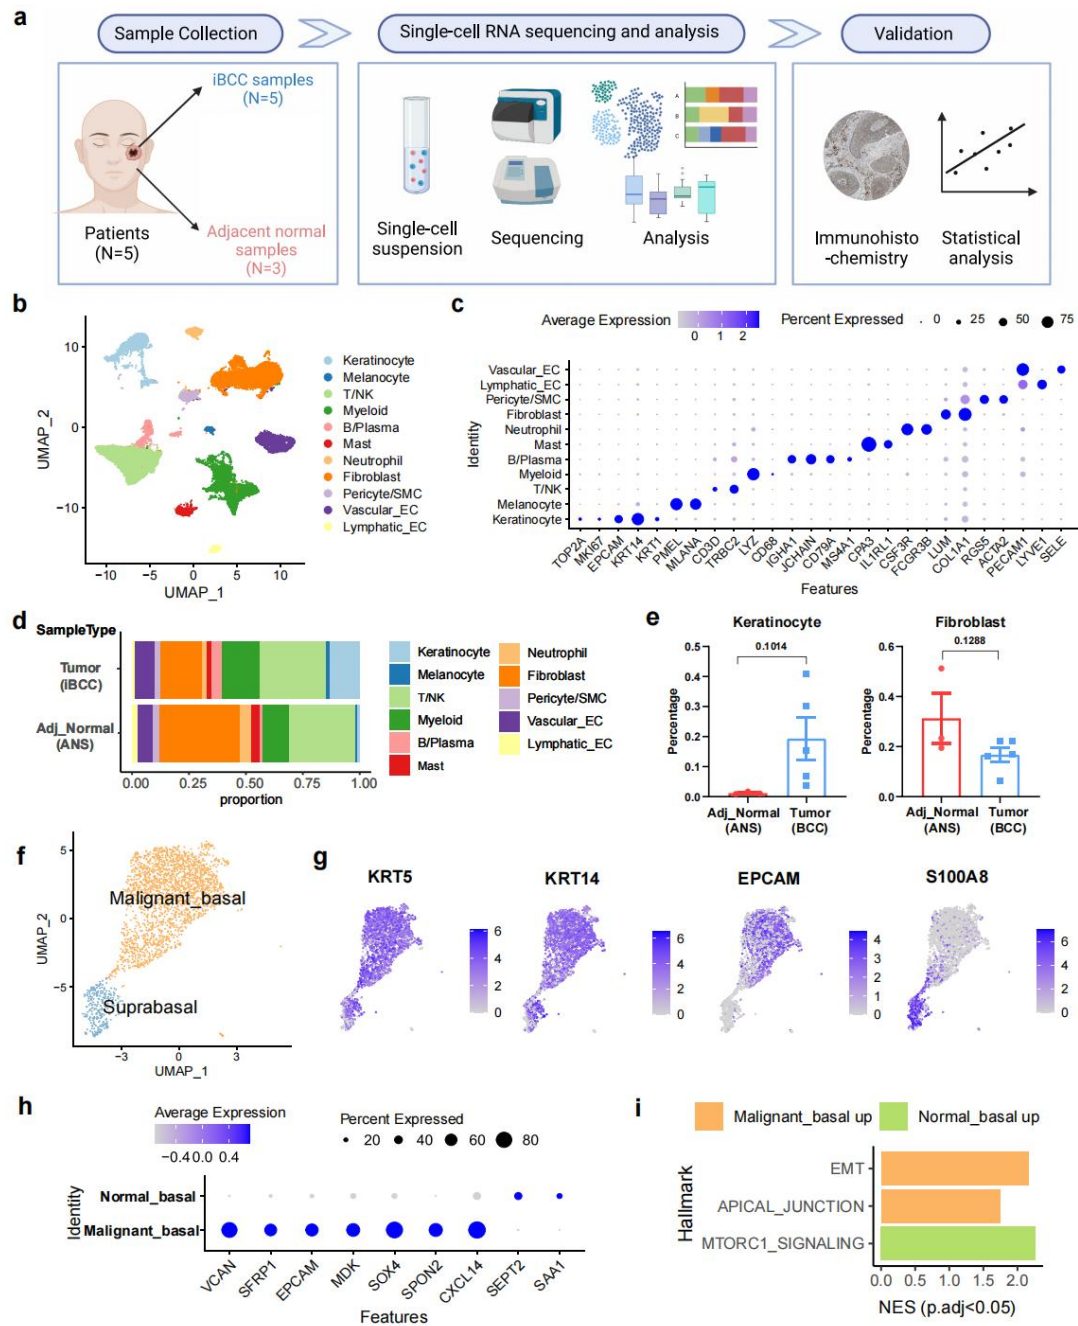 a
Sample Collection
Single-cell RNA sequencing and analysis
Validation
iBCC samples
(N=5)
Patients
(N=5)
Adjacent normal
samples
(N=3)
A
B
C
Single-cell
suspension
Sequencing
Analysis
Immunohisto
-chemistry
Statistical
analysis
b
UMAP_2
10
0
−10
−10 −5 0 5 10
UMAP_1
Keratinocyte
Melanocyte
T/NK
Myeloid
B/Plasma
Mast
Neutrophil
Fibroblast
Pericyte/SMC
Vascular_EC
Lymphatic_EC
c
Average Expression
0 1 2
Percent Expressed
0 25 50 75
Identity
Vascular_EC
Lymphatic_EC
Pericyte/SMC
Fibroblast
Neutrophil
Mast
B/Plasma
Myeloid
T/NK
Melanocyte
Keratinocyte
TOP2A MKI67 EPCAM KRT14 KRT1 PMEL MLANA CD3D TRBC2 LYZ CD68 IGHA1 JCHAIN CD79A MS4A1 CPA3 IL1RL1 CSF3R FCGR3B LUM COL1A1 RGS5 ACTA2 PECAM1 LYVE1 SELE
Features
d
SampleType
Tumor
(iBCC)
Adj_Normal
(ANS)
0.00 0.25 0.50 0.75 1.00
proportion
Keratinocyte
Melanocyte
T/NK
Myeloid
B/Plasma
Mast
Neutrophil
Fibroblast
Pericyte/SMC
Vascular_EC
Lymphatic_EC
e
Keratinocyte
0.1014
Percentage
0.5
0.4
0.3
0.2
0.1
0.0
Adj_Normal
(ANS)
Tumor
(BCC)
Fibroblast
0.1288
Percentage
0.6
0.4
0.2
0.0
Adj_Normal
(ANS)
Tumor
(BCC)
f
UMAP_2
5
0
−5
Malignant_basal
Suprabasal
−3 0 3
UMAP_1
g
KRT5
6
4
2
0
KRT14
6
4
2
0
EPCAM
4
3
2
1
0
S100A8
6
4
2
0
h
Average Expression
−0.4 0.0 0.4
Percent Expressed
20 40 60 80
Identity
Normal_basal
Malignant_basal
VCAN SFRP1 EPCAM MDK SOX4 SPON2 CXCL14 SEPT2 SAA1
Features
i
Malignant_basal up
Normal_basal up
Hallmark
EMT
APICAL_JUNCTION
MTORC1_SIGNALING
0.0 0.5 1.0 1.5 2.0
NES (p.adj<0.05)